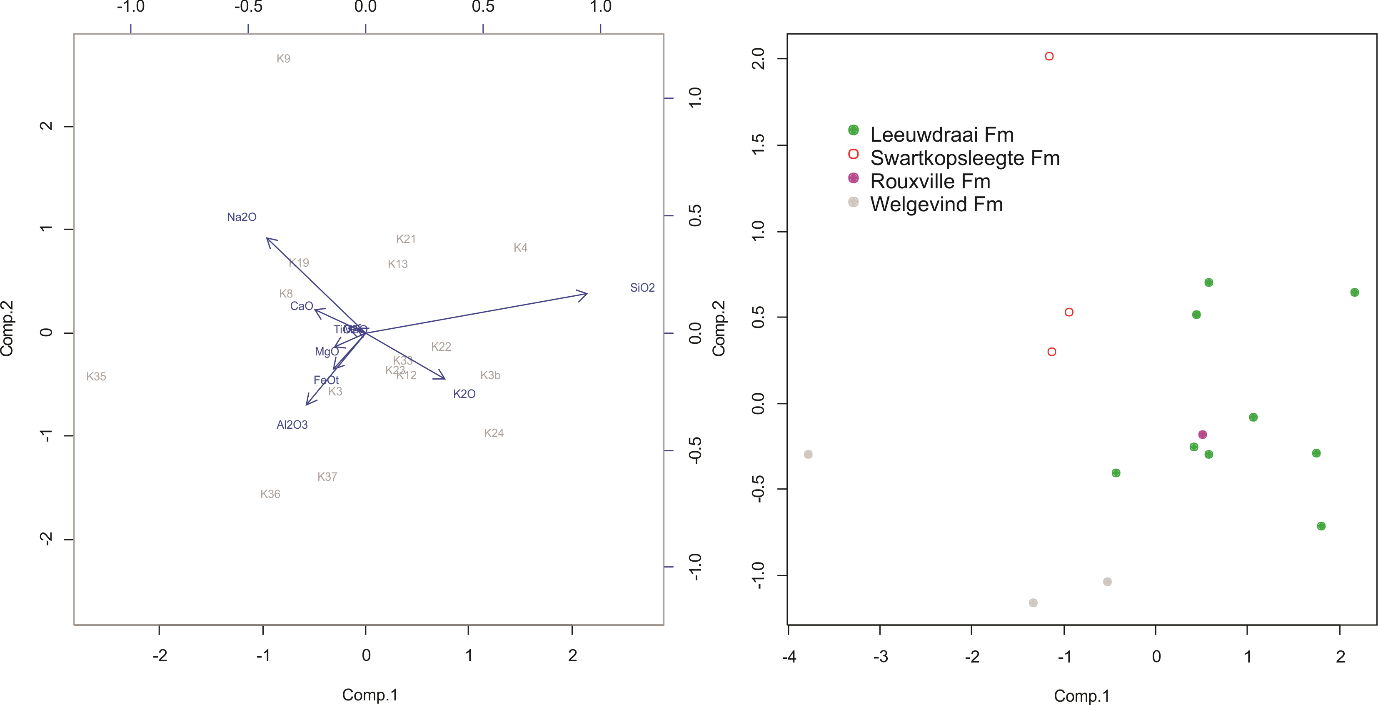 -1.0 -0.5 0.0 0.5 1.0
K9
2
1.0
Na2O
1
0.5
K21
K4
K13
K19
K8
SiO2
CaO
Comp.2
0
0.0
K22
MgO
K33
K23
K12
K3b
K35
FeOt
K3
K2O
Al2O3
K24
-1
-0.5
K37
K36
-2
-1.0
-2 -1 0 1 2
Comp.1
2.0
1.5
Leeuwdraai Fm
Swartkopsleegte Fm
Rouxville Fm
Welgevind Fm
1.0
0.5
Comp.2
0.0
-0.5
-1.0
-4 -3 -2 -1 0 1 2
Comp.1